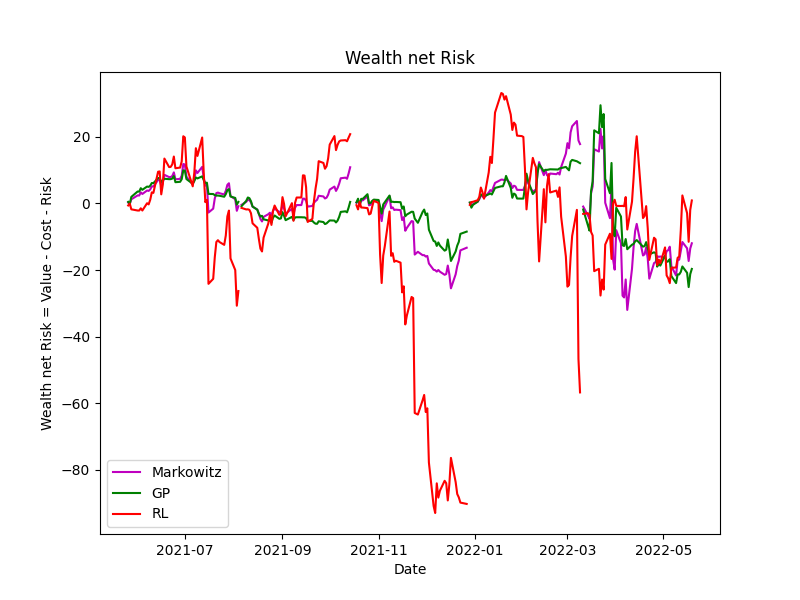 Wealth net Risk
Wealth net Risk = Value - Cost - Risk
20
0
−20
−40
−60
−80
Markowitz
GP
RL
2021-07
2021-09
2021-11
2022-01
2022-03
2022-05
Date